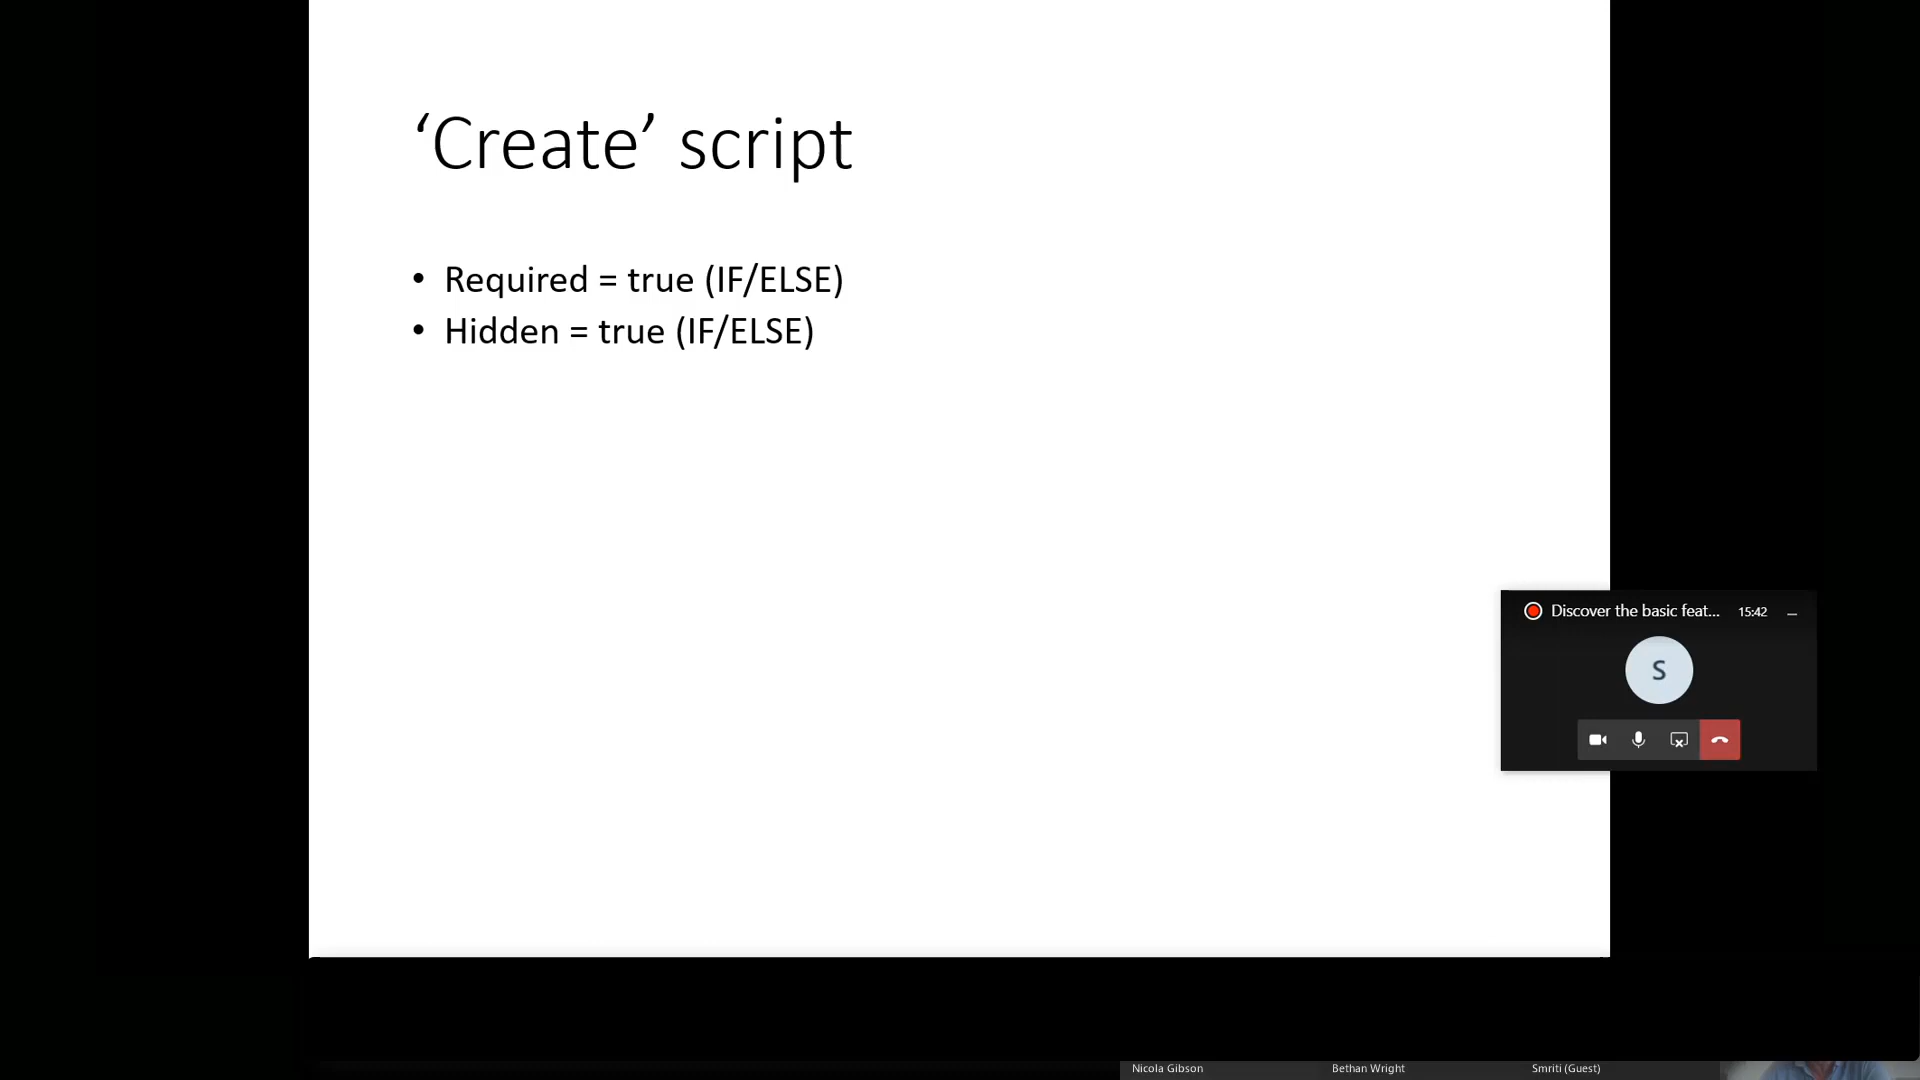 ‘Create’ script
• Required = true (IF/ELSE)
• Hidden = true (IF/ELSE)
Discover the basic feat... 15:42
S
Nicola Gibson Bethan Wright Smriti (Guest)